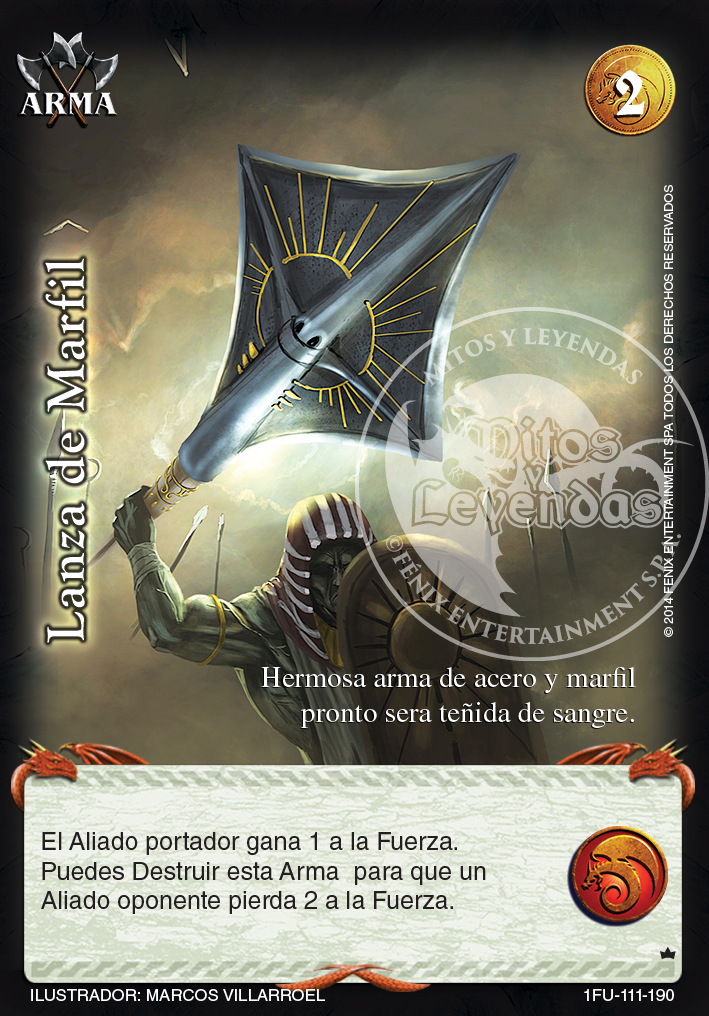 ARMA
2
Lanza de Marfil
MITOS Y LEYENDAS
Mitos y
Leyendas
© FÉNIX ENTERTAINMENT S.P.A.
© 2014 FENIX ENTERTAINMENT SPA TODOS LOS DERECHOS RESERVADOS
Hermosa arma de acero y marfil
pronto sera teñida de sangre.
El Aliado portador gana 1 a la Fuerza.
Puedes Destruir esta Arma para que un
Aliado oponente pierda 2 a la Fuerza.
ILUSTRADOR: MARCOS VILLARROEL
1FU-111-190